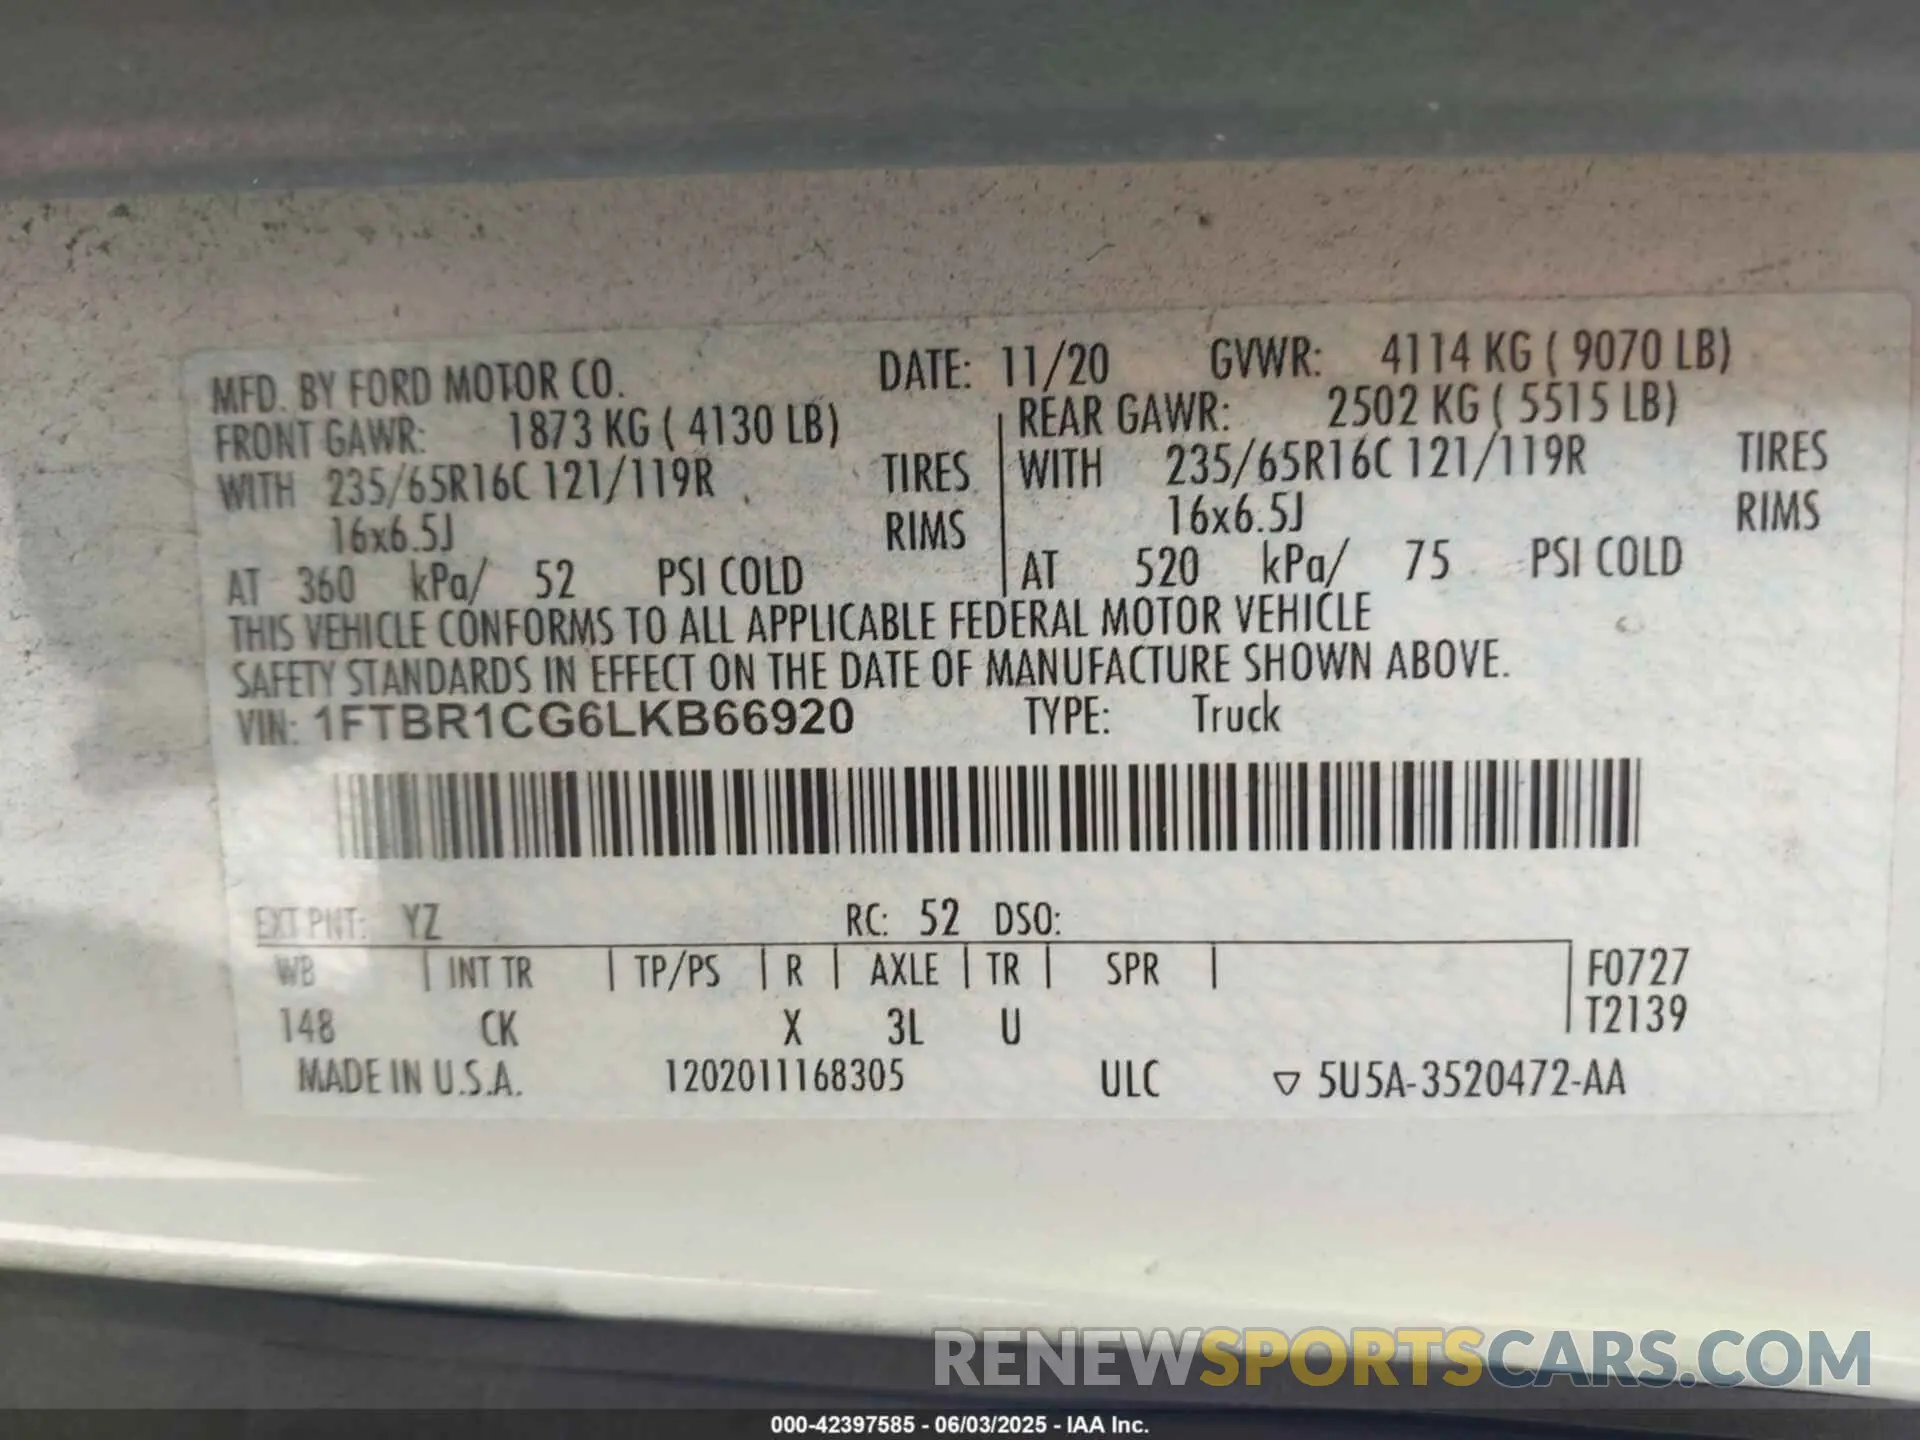 MFD. BY FORD MOTOR CO. DATE: 11/20 GVWR: 4114 KG ( 9070 LB)
FRONT GAWR: 1873 KG ( 4130 LB) REAR GAWR: 2502 KG ( 5515 LB)
WITH 235/65R16C 121/119R TIRES WITH 235/65R16C 121/119R TIRES
16x6.5J RIMS 16x6.5J RIMS
AT 360 kPa/ 52 PSI COLD AT 520 kPa/ 75 PSI COLD
THIS VEHICLE CONFORMS TO ALL APPLICABLE FEDERAL MOTOR VEHICLE
SAFETY STANDARDS IN EFFECT ON THE DATE OF MANUFACTURE SHOWN ABOVE.
VIN: 1FTBR1CG6LKB66920 TYPE: Truck
EXT PNT: YZ RC: 52 DSO:
WB | INT TR | TP/PS | R | AXLE | TR | SPR | F0727
T2139
148 CK X 3L U
MADE IN U.S.A. 1202011168305 ULC ▽ 5U5A-3520472-AA
RENEWSPORTSCARS.COM
000-42397585 - 06/03/2025 - IAA Inc.